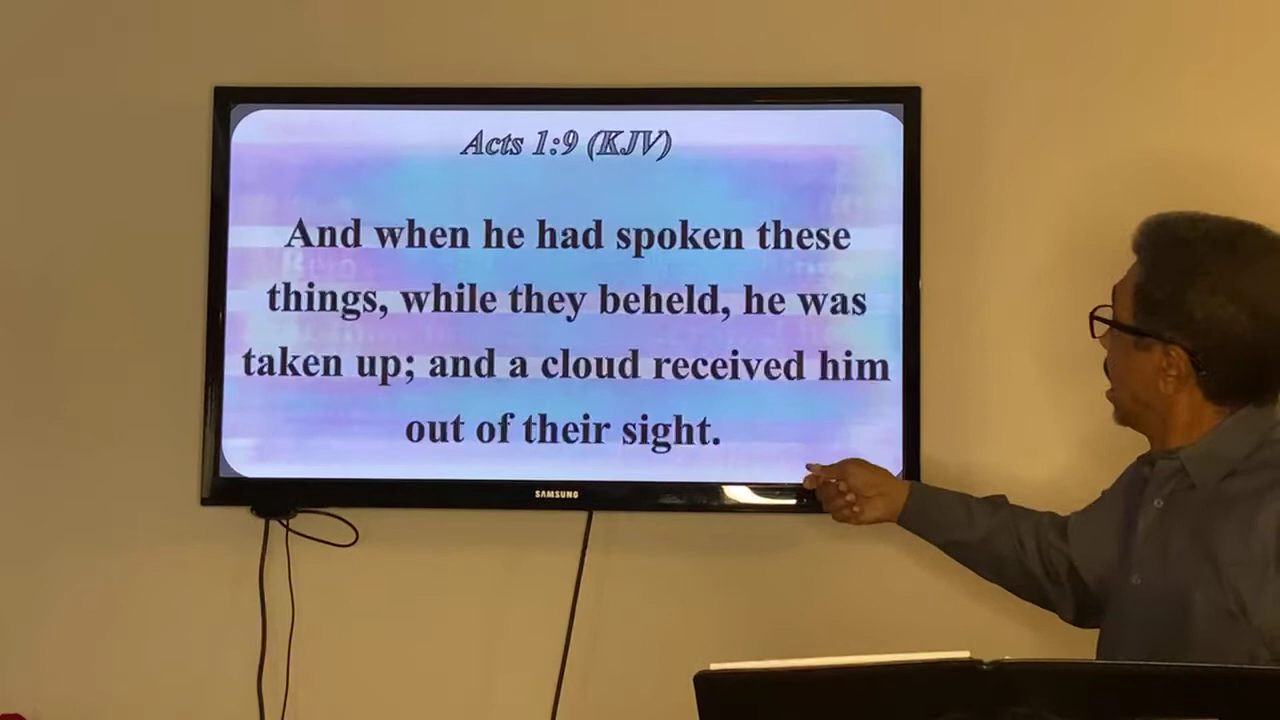 Acts 1:9 (KJV)
And when he had spoken these
things, while they beheld, he was
taken up; and a cloud received him
out of their sight.
SAMSUNG